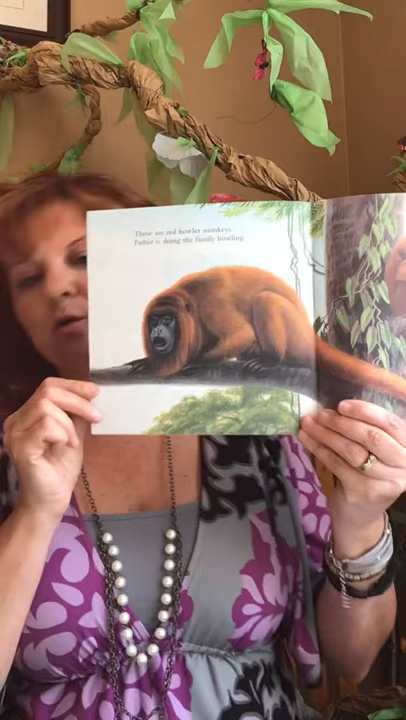 These are red howler monkeys.
Father is doing the family howling.